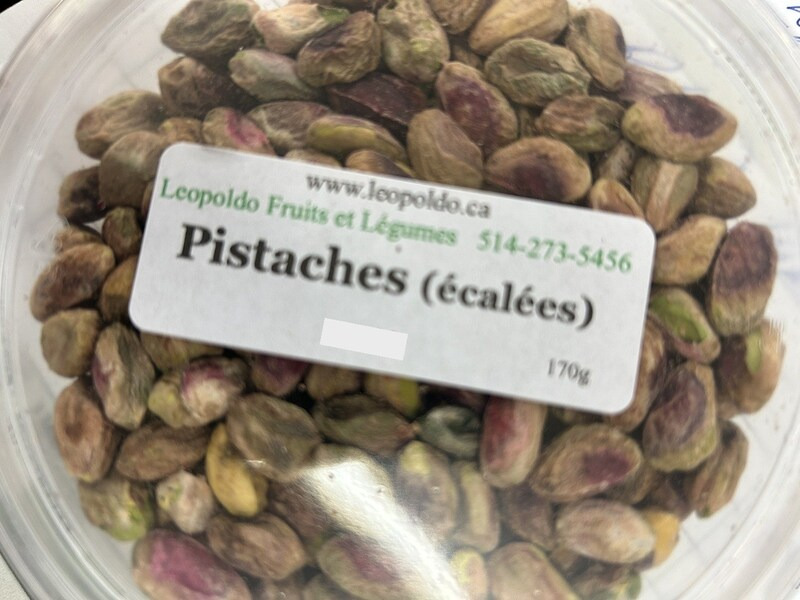 www.leopoldo.ca
Leopoldo Fruits et Légumes 514-273-5456
Pistaches (écalées)
170g